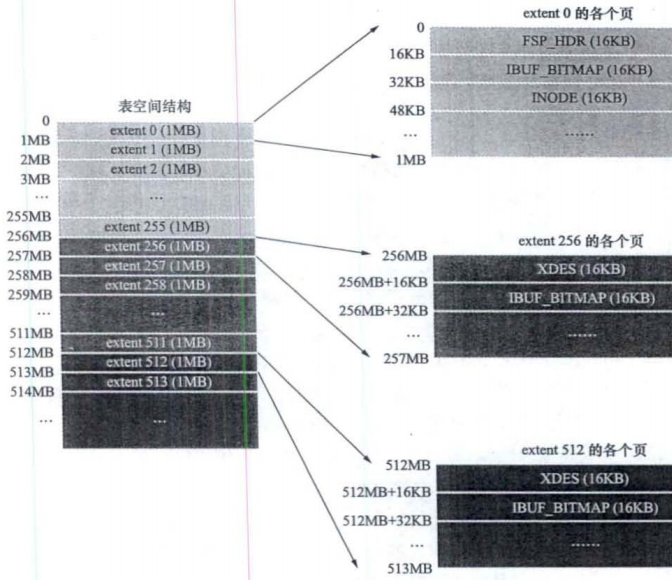 表空间结构
0
extent 0 (1MB)
1MB
extent 1 (1MB)
2MB
extent 2 (1MB)
3MB
...
...
255MB
extent 255 (1MB)
256MB
extent 256 (1MB)
257MB
extent 257 (1MB)
258MB
extent 258 (1MB)
259MB
...
...
511MB
extent 511 (1MB)
512MB
extent 512 (1MB)
513MB
extent 513 (1MB)
514MB
...
...
extent 0 的各个页
0
FSP_HDR (16KB)
16KB
IBUF_BITMAP (16KB)
32KB
INODE (16KB)
48KB
...
......
1MB
extent 256 的各个页
256MB
XDES (16KB)
256MB+16KB
IBUF_BITMAP (16KB)
256MB+32KB
...
......
257MB
extent 512 的各个页
512MB
XDES (16KB)
512MB+16KB
IBUF_BITMAP (16KB)
512MB+32KB
...
......
513MB